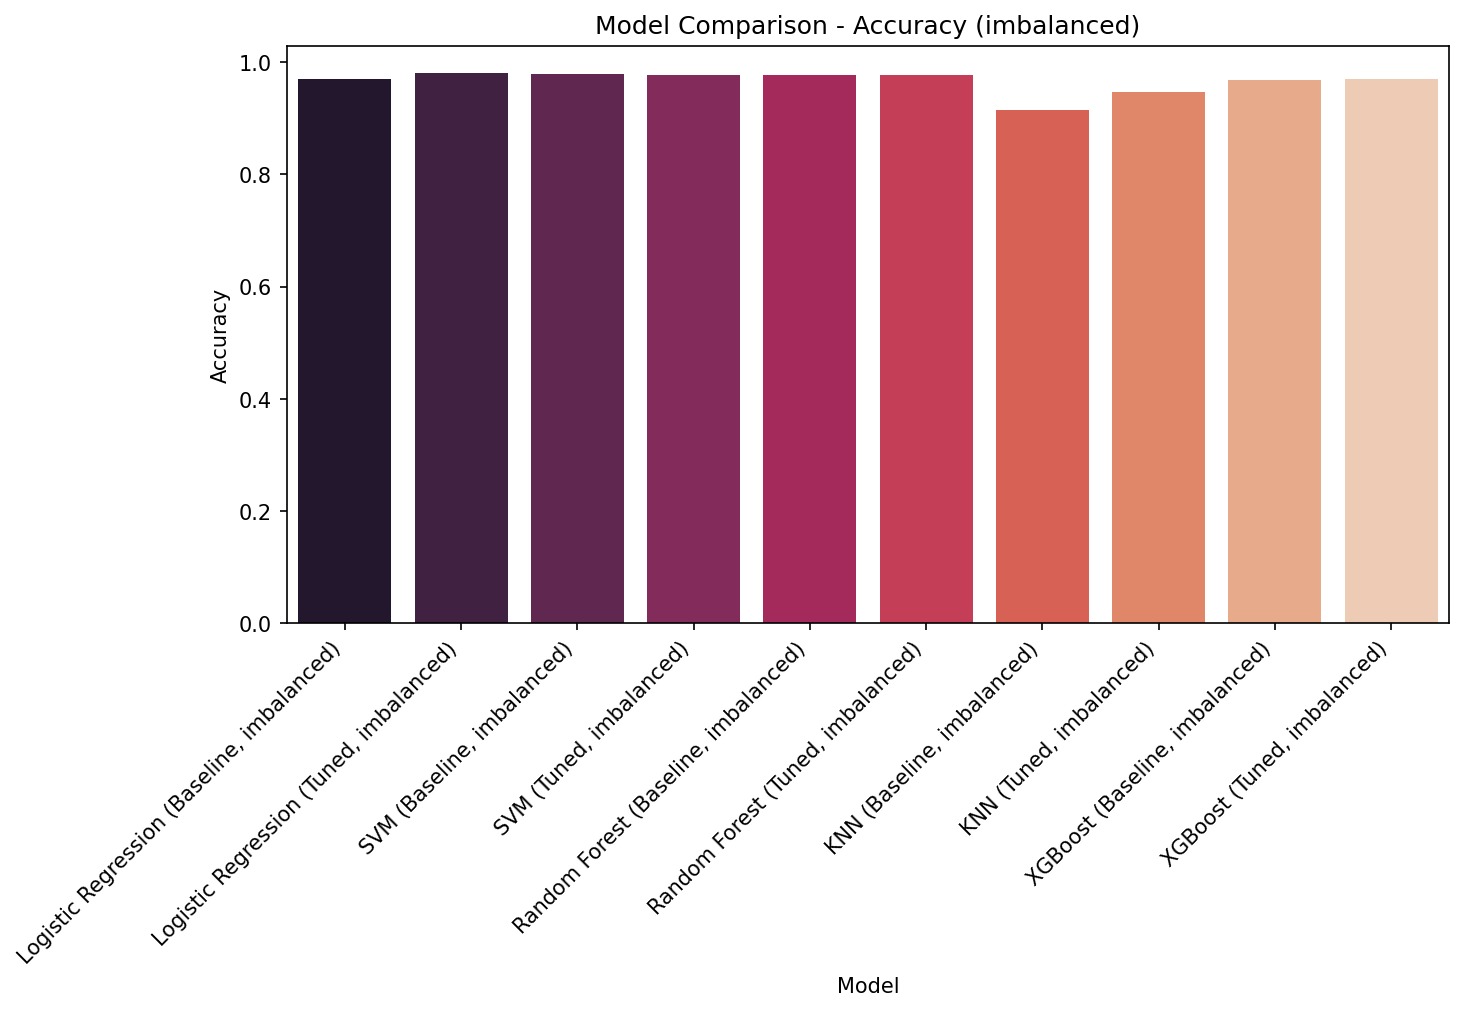 Model Comparison - Accuracy (imbalanced)
Accuracy
1.0
0.8
0.6
0.4
0.2
0.0
Logistic Regression (Baseline, imbalanced)
Logistic Regression (Tuned, imbalanced)
SVM (Baseline, imbalanced)
SVM (Tuned, imbalanced)
Random Forest (Baseline, imbalanced)
Random Forest (Tuned, imbalanced)
KNN (Baseline, imbalanced)
KNN (Tuned, imbalanced)
XGBoost (Baseline, imbalanced)
XGBoost (Tuned, imbalanced)
Model